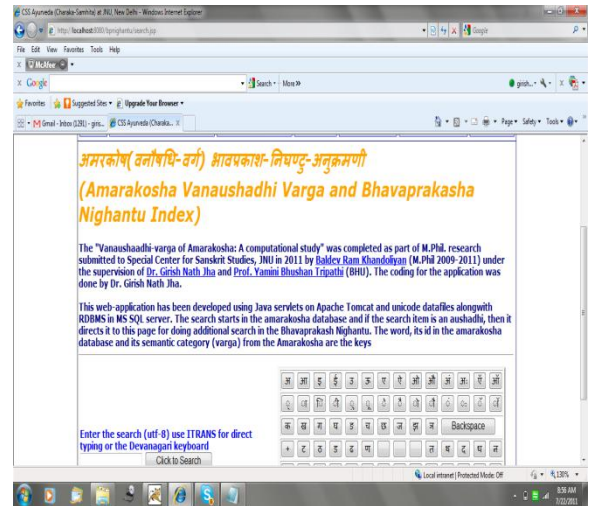 CSS Ayurveda (Charaka-Samhita) at JNU, New Delhi - Windows Internet Explorer
http://localhost:8080/bpnighantu/search.jsp
Google
File Edit View Favorites Tools Help
x McAfee
x Google Search More >> girish...
Favorites Suggested Sites Upgrade Your Browser
Gmail - Inbox (1291) - giris... CSS Ayurveda (Charaka... X Page Safety Tools
अमरकोष( वनौषधि-वर्ग) भावपकाश-निघण्टु-अनुक्रमणी
(Amarakosha Vanaushadhi Varga and Bhavaprakasha
Nighantu Index)
The "Vanaushaadhi-varga of Amarakosha: A computational study" was completed as part of M.Phil. research
submitted to Special Center for Sanskrit Studies, JNU in 2011 by Baldev Ram Khandoliyan (M.Phil 2009-2011) under
the supervision of Dr. Girish Nath Jha and Prof. Yamini Bhushan Tripathi (BHU). The coding for the application was
done by Dr. Girish Nath Jha.
This web-application has been developed using Java servlets on Apache Tomcat and unicode datafiles alongwith
RDBMS in MS SQL server. The search starts in the amarakosha database and if the search item is an aushadhi, then it
directs it to this page for doing additional search in the Bhavaprakash Nighantu. The word, its id in the amarakosha
database and its semantic category (varga) from the Amarakosha are the keys
अ आ इ ई उ ऊ ए ऐ ओ औ अं अः ऍ ऑ
क ख ग घ ङ च छ ज झ ञ Backspace
Enter the search (utf-8) use ITRANS for direct
typing or the Devanagari keyboard
+ ट ठ ड ढ ण त थ द ध न
Click to Search
Local intranet | Protected Mode: Off 130%
8:56 AM
7/22/2011